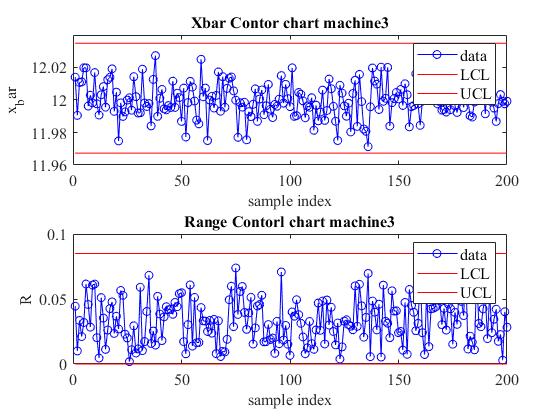 Xbar Contor chart machine3
12.02
12
11.98
11.96
x_bar
data
LCL
UCL
0
50
100
150
200
sample index
Range Contorl chart machine3
0.1
0.05
0
R
data
LCL
UCL
0
50
100
150
200
sample index